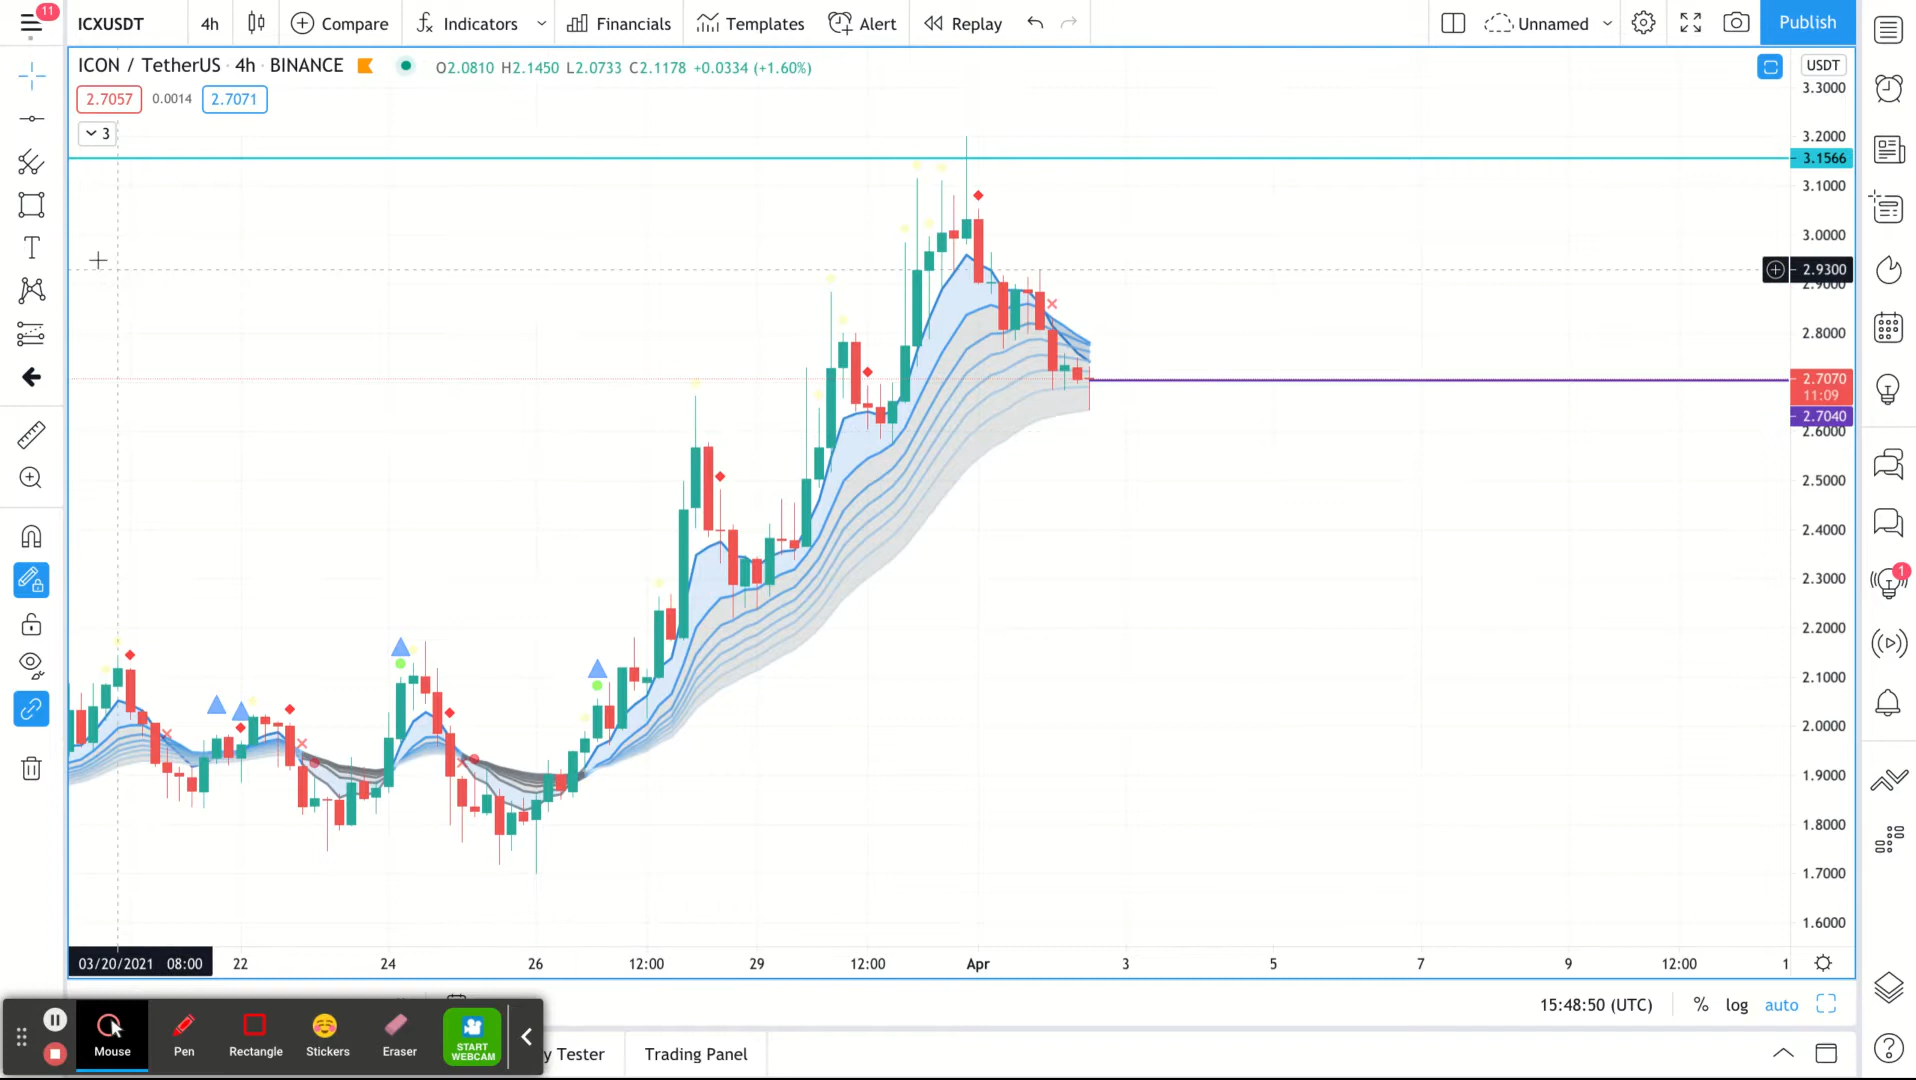 11
ICXUSDT
4h
Compare
Indicators
Financials
Templates
Alert
Replay
Unnamed
Publish
ICON / TetherUS · 4h · BINANCE
O2.0810 H2.1450 L2.0733 C2.1178 +0.0334 (+1.60%)
USDT
2.7057
0.0014
2.7071
3
3.3000
3.2000
3.1566
3.1000
3.0000
2.9300
2.9000
2.8000
2.7070
11:09
2.7040
2.6000
2.5000
2.4000
2.3000
2.2000
2.1000
2.0000
1.9000
1.8000
1.7000
1.6000
1
03/20/2021 08:00
22
24
26
12:00
29
12:00
Apr
3
5
7
9
12:00
1
15:48:50 (UTC)
%
log
auto
Mouse
Pen
Rectangle
Stickers
Eraser
START
WEBCAM
y Tester
Trading Panel